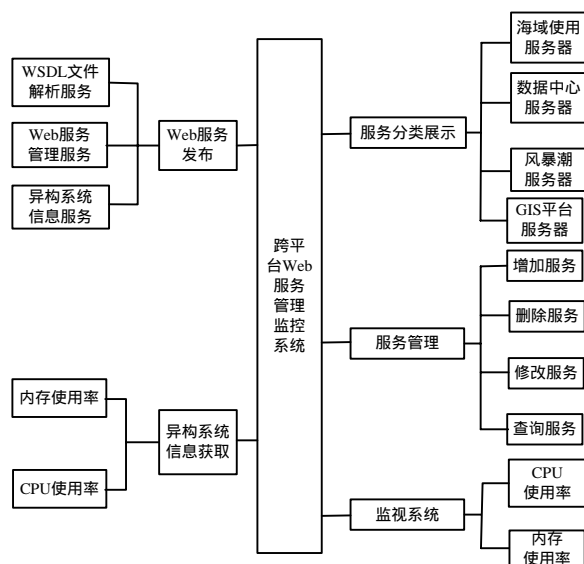 WSDL文件
解析服务
Web服务
管理服务
异构系统
信息服务
Web服务
发布
内存使用率
CPU使用率
异构系统
信息获取
跨平
台Web
服务
管理
监控
系统
服务分类展示
海域使用
服务器
数据中心
服务器
风暴潮
服务器
GIS平台
服务器
服务管理
增加服务
删除服务
修改服务
查询服务
监视系统
CPU
使用率
内存
使用率